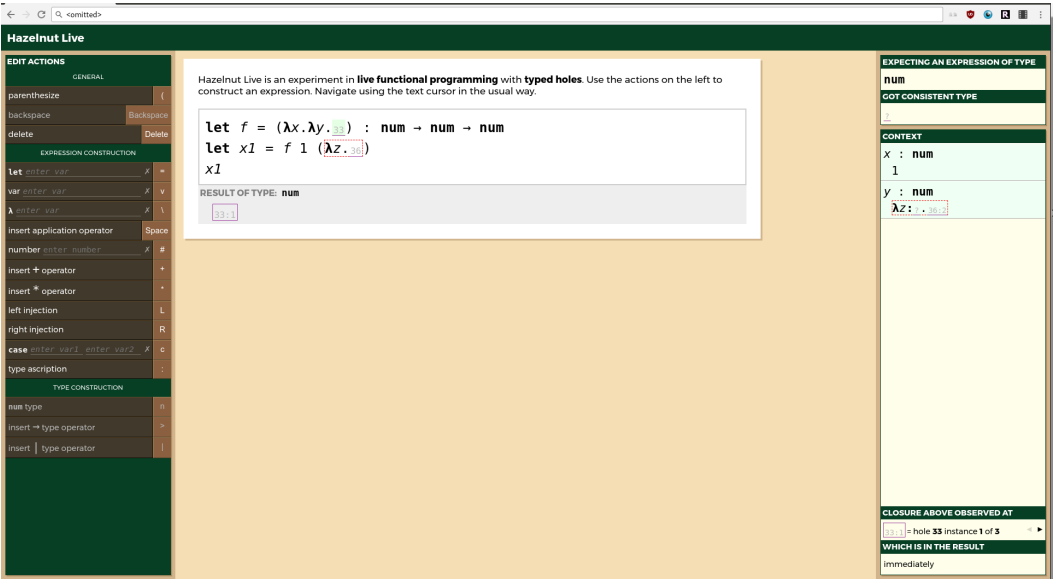 <omitted>
Hazelnut Live
EDIT ACTIONS
GENERAL
parenthesize (
backspace Backspace
delete Delete
EXPRESSION CONSTRUCTION
let enter var ✗ =
var enter var ✗ v
λ enter var ✗ \
insert application operator Space
number enter number ✗ #
insert + operator +
insert * operator *
left injection L
right injection R
case enter var1 enter var2 ✗ c
type ascription :
TYPE CONSTRUCTION
num type n
insert → type operator >
insert | type operator |
Hazelnut Live is an experiment in live functional programming with typed holes. Use the actions on the left to
construct an expression. Navigate using the text cursor in the usual way.
let f = (λx.λy.33) : num → num → num
let x1 = f 1 (λz.36)
x1
RESULT OF TYPE: num
33:1
EXPECTING AN EXPRESSION OF TYPE
num
GOT CONSISTENT TYPE
?
CONTEXT
x : num
1
y : num
λz:?.36:2
CLOSURE ABOVE OBSERVED AT
33:1 = hole 33 instance 1 of 3 ◀ ▶
WHICH IS IN THE RESULT
immediately